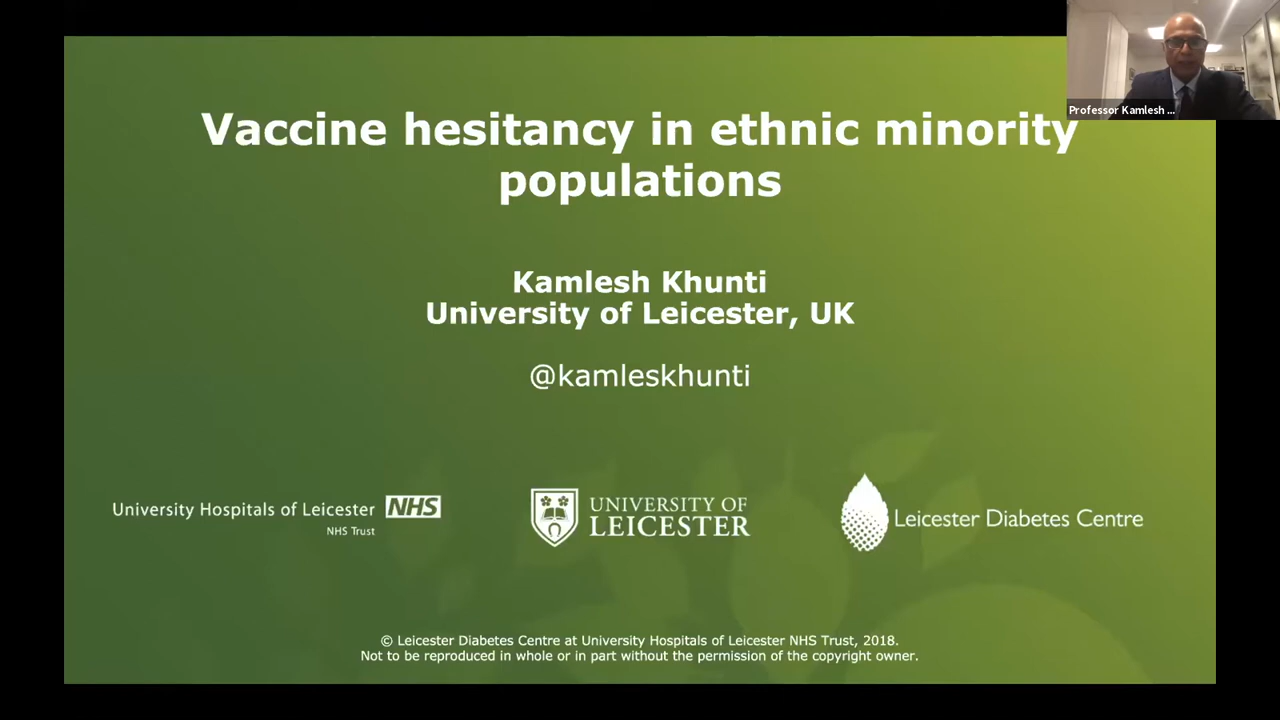 Professor Kamlesh ...
Vaccine hesitancy in ethnic minority
populations
Kamlesh Khunti
University of Leicester, UK
@kamleskhunti
University Hospitals of Leicester NHS
NHS Trust
UNIVERSITY OF
LEICESTER
Leicester Diabetes Centre
© Leicester Diabetes Centre at University Hospitals of Leicester NHS Trust, 2018.
Not to be reproduced in whole or in part without the permission of the copyright owner.